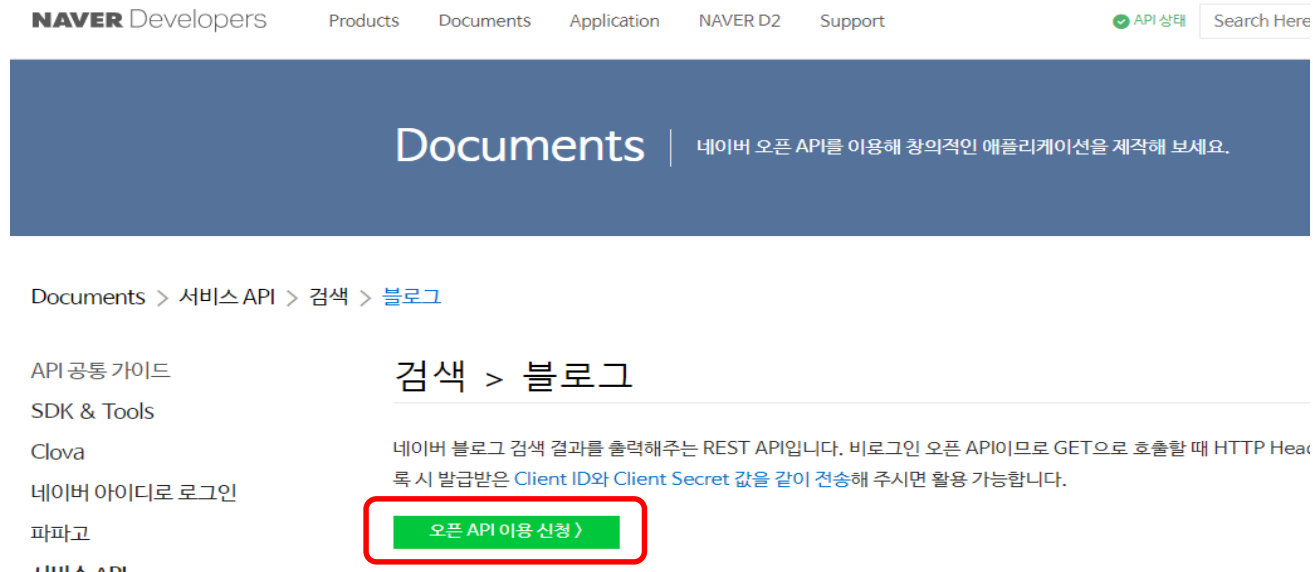 NAVER Developers Products Documents Application NAVER D2 Support API 상태 Search Here
Documents 네이버 오픈 API를 이용해 창의적인 애플리케이션을 제작해 보세요.
Documents > 서비스 API > 검색 > 블로그
API 공통 가이드
SDK & Tools
Clova
네이버 아이디로 로그인
파파고
서비스 API
검색 > 블로그
네이버 블로그 검색 결과를 출력해주는 REST API입니다. 비로그인 오픈 API이므로 GET으로 호출할 때 HTTP Head
록 시 발급받은 Client ID와 Client Secret 값을 같이 전송해 주시면 활용 가능합니다.
오픈 API 이용 신청 >